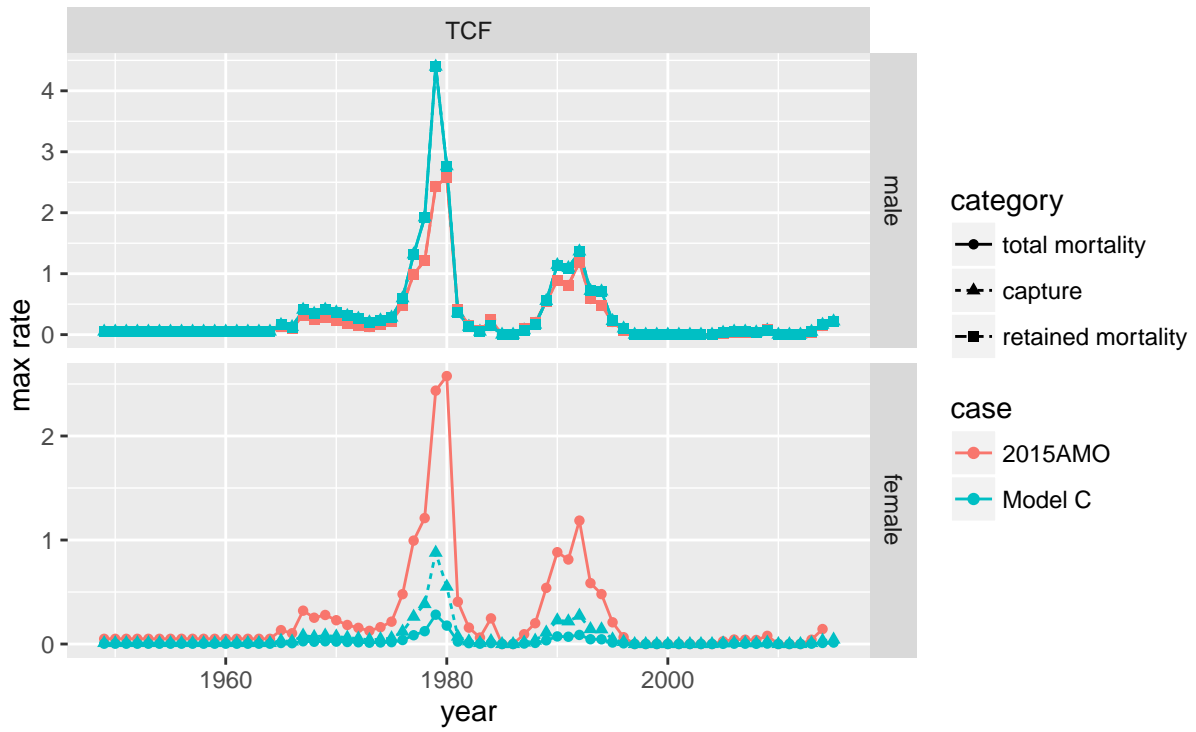 TCF
4
3
2
1
0
male
2
1
0
female
max rate
1960
1980
2000
year
category
total mortality
capture
retained mortality
case
2015AMO
Model C